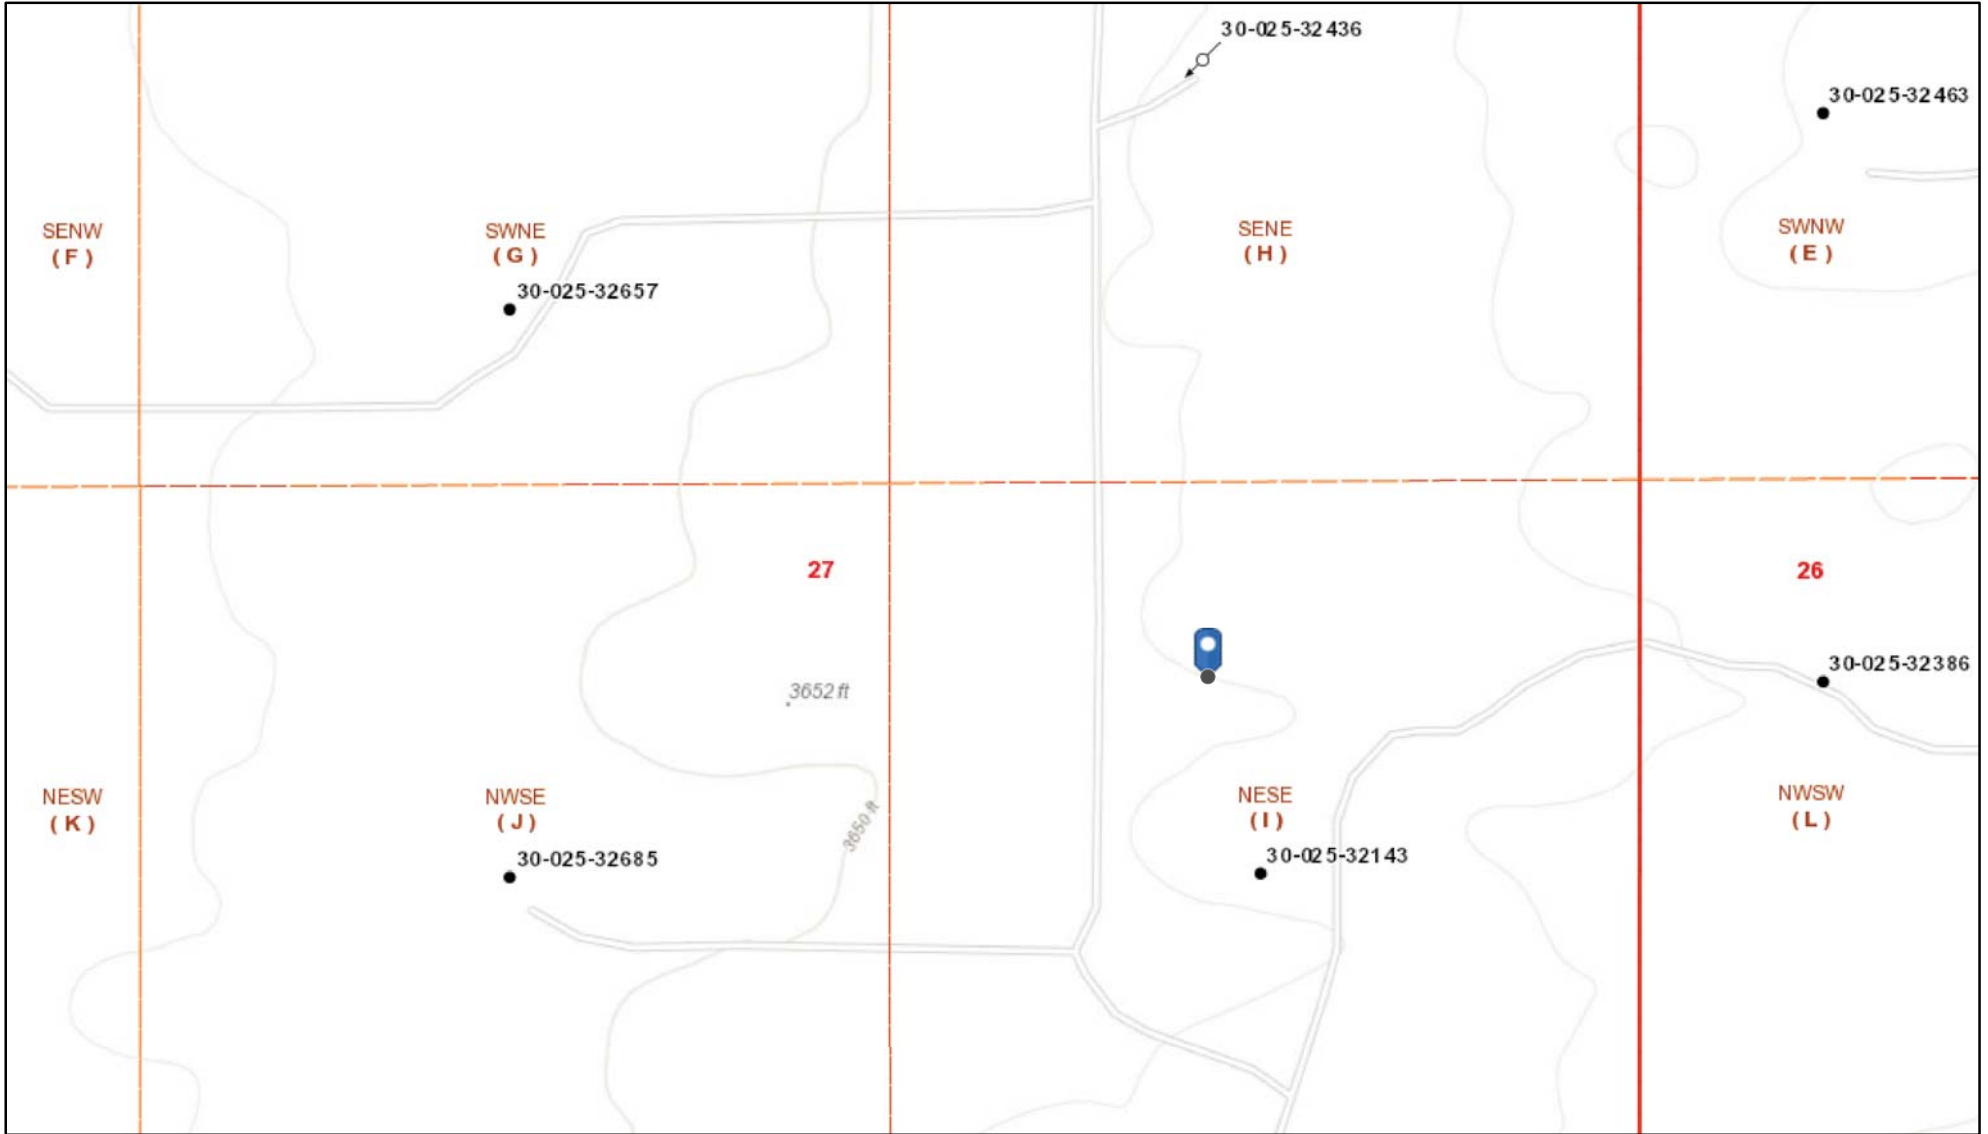 30-025-32436
30-025-32463
SENW
(F)
SWNE
(G)
SENE
(H)
SWNW
(E)
30-025-32657
27
26
3652 ft
30-025-32386
NESW
(K)
NWSE
(J)
3650 ft
NESE
(I)
NWSW
(L)
30-025-32685
30-025-32143